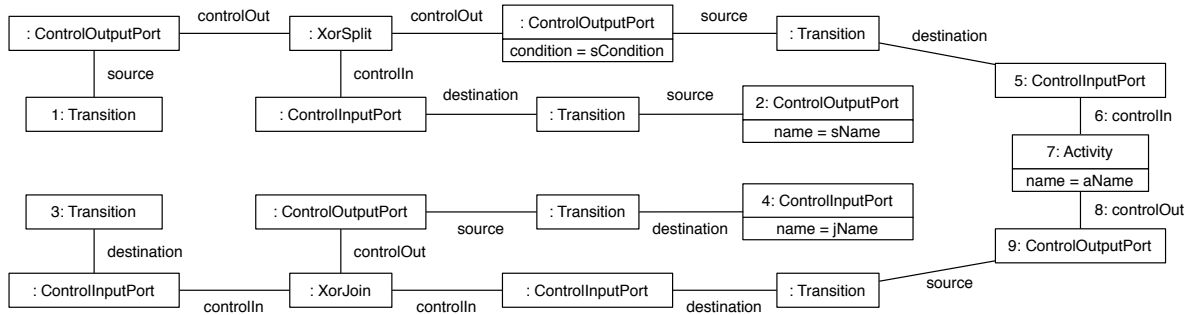 controlOut
controlOut
: ControlOutputPort
source
: ControlOutputPort
: XorSplit
condition = sCondition
: Transition
destination
source
controlIn
5: ControlInputPort
destination
source
2: ControlOutputPort
1: Transition
: ControlInputPort
: Transition
name = sName
6: controlIn
7: Activity
name = aName
3: Transition
: ControlOutputPort
: Transition
4: ControlInputPort
name = jName
8: controlOut
source
destination
destination
controlOut
9: ControlOutputPort
: ControlInputPort
: XorJoin
: ControlInputPort
: Transition
source
controlIn
controlIn
destination